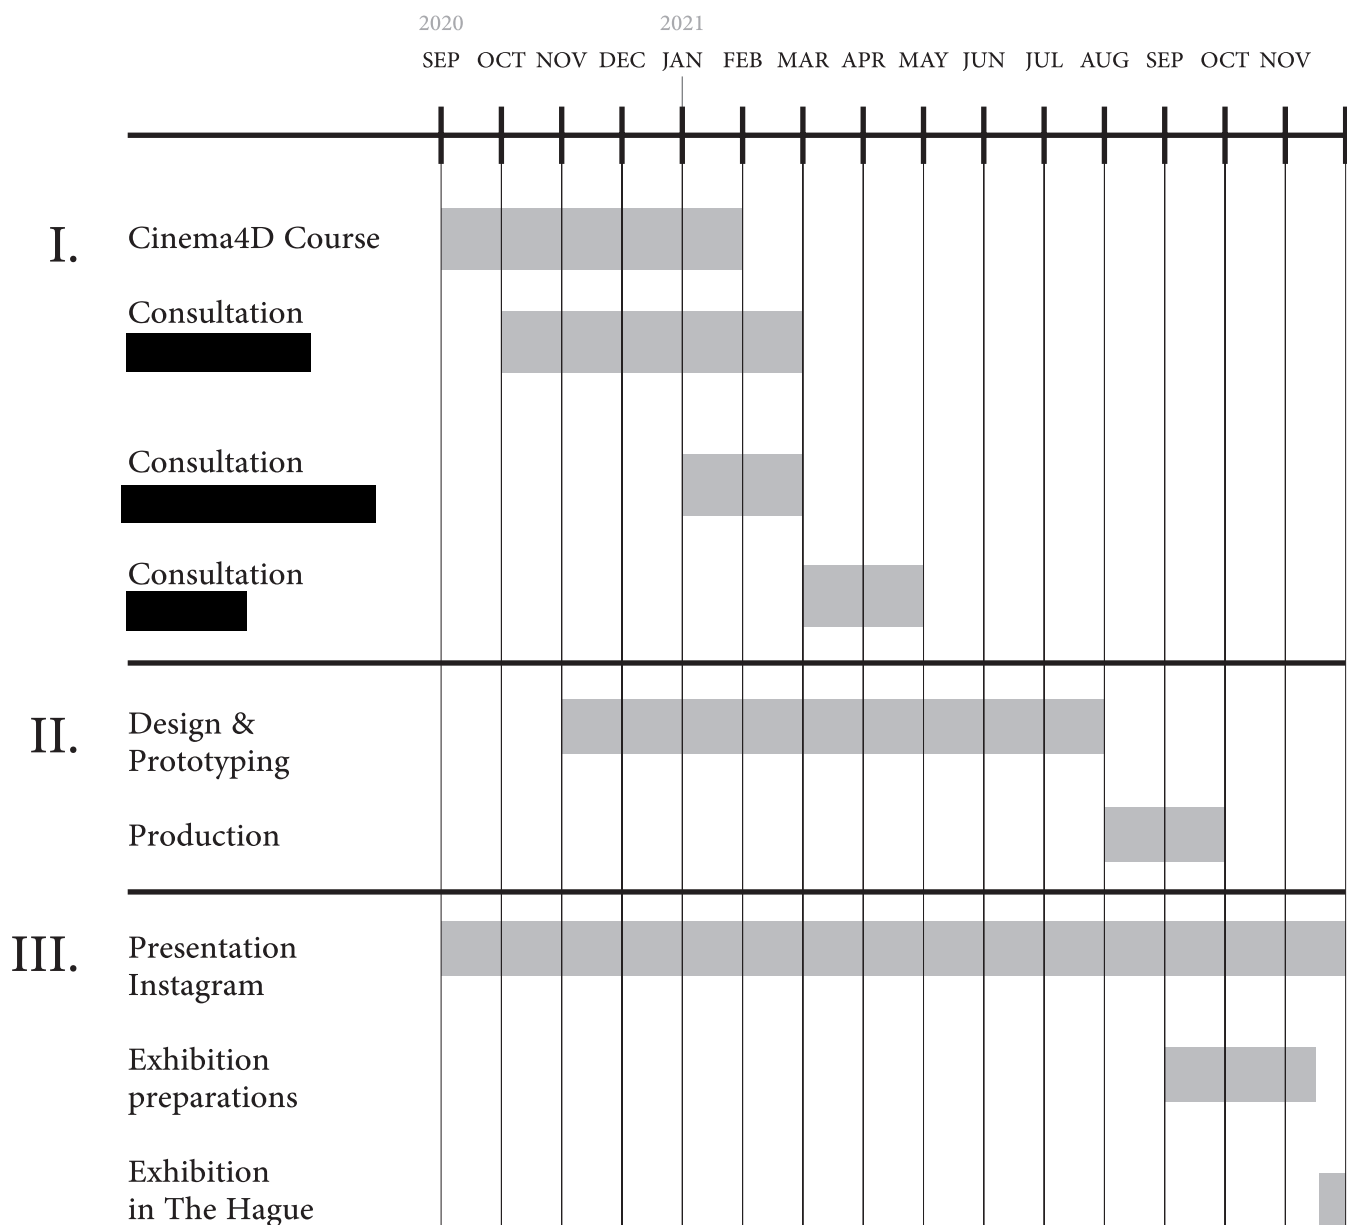 2020 2021
SEP OCT NOV DEC JAN FEB MAR APR MAY JUN JUL AUG SEP OCT NOV
I. Cinema4D Course
Consultation
Consultation
Consultation
II. Design &
Prototyping
Production
III. Presentation
Instagram
Exhibition
preparations
Exhibition
in The Hague